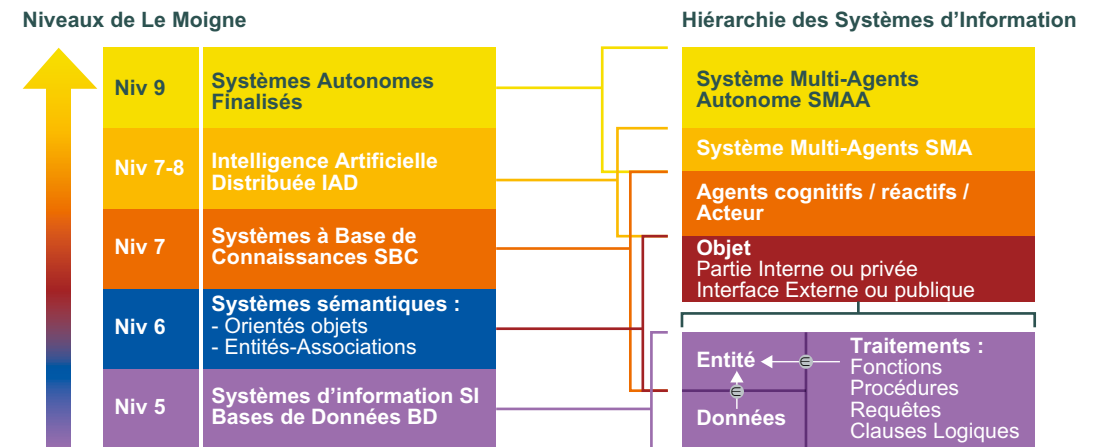 Niveaux de Le Moigne
Hiérarchie des Systèmes d'Information
Niv 9
Systèmes Autonomes
Finalisés
Niv 7-8
Intelligence Artificielle
Distribuée IAD
Niv 7
Systèmes à Base de
Connaissances SBC
Niv 6
Systèmes sémantiques :
- Orientés objets
- Entités-Associations
Niv 5
Systèmes d'information SI
Bases de Données BD
Système Multi-Agents
Autonome SMAA
Système Multi-Agents SMA
Agents cognitifs / réactifs /
Acteur
Objet
Partie Interne ou privée
Interface Externe ou publique
Entité
∈
∈
Données
Traitements :
Fonctions
Procédures
Requêtes
Clauses Logiques